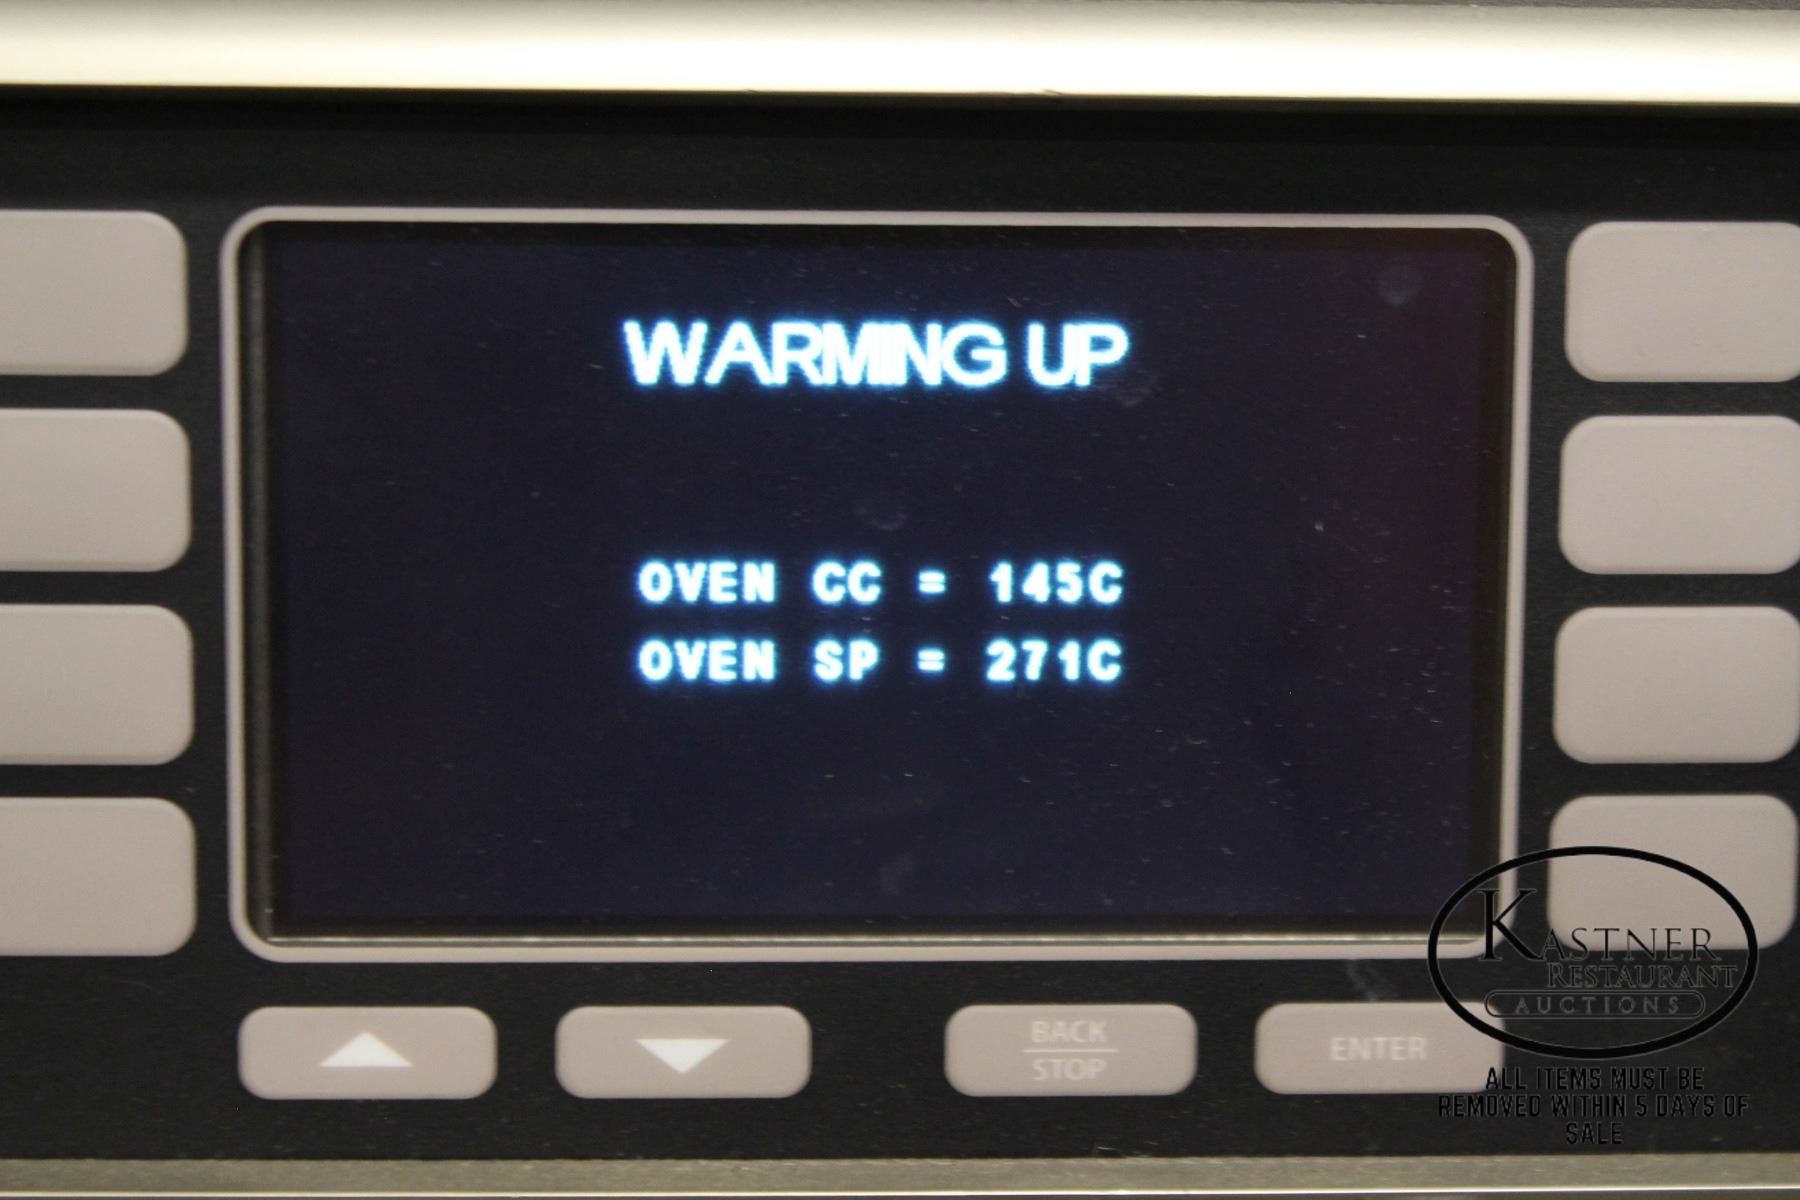 WARMING UP
OVEN CC = 145C
OVEN SP = 271C
BACK
STOP
ENTER
KASTNER
RESTAURANT
AUCTIONS
ALL ITEMS MUST BE
REMOVED WITHIN 5 DAYS OF
SALE